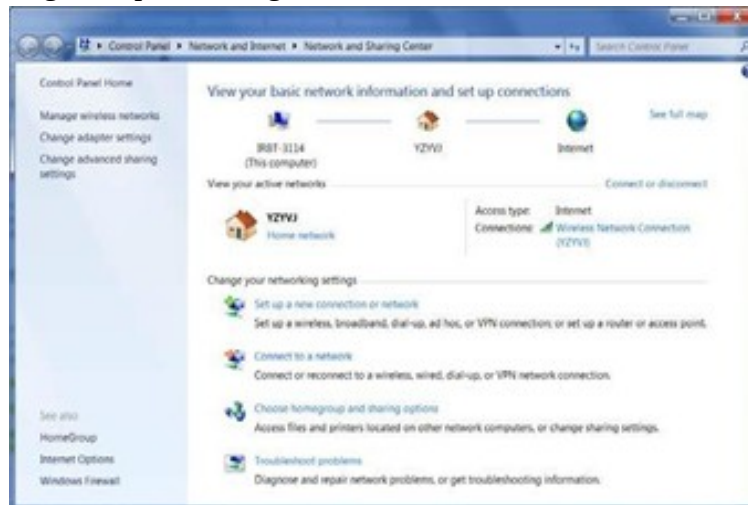 Control Panel ▸ Network and Internet ▸ Network and Sharing Center
Search Control Panel
Control Panel Home
Manage wireless networks
Change adapter settings
Change advanced sharing
settings
View your basic network information and set up connections
See full map
IRBT-3114
(This computer)
YZYVJ
Internet
View your active networks
Connect or disconnect
YZYVJ
Home network
Access type: Internet
Connections: Wireless Network Connection
(YZYVJ)
Change your networking settings
Set up a new connection or network
Set up a wireless, broadband, dial-up, ad hoc, or VPN connection; or set up a router or access point.
Connect to a network
Connect or reconnect to a wireless, wired, dial-up, or VPN network connection.
Choose homegroup and sharing options
Access files and printers located on other network computers, or change sharing settings.
Troubleshoot problems
Diagnose and repair network problems, or get troubleshooting information.
See also
HomeGroup
Internet Options
Windows Firewall